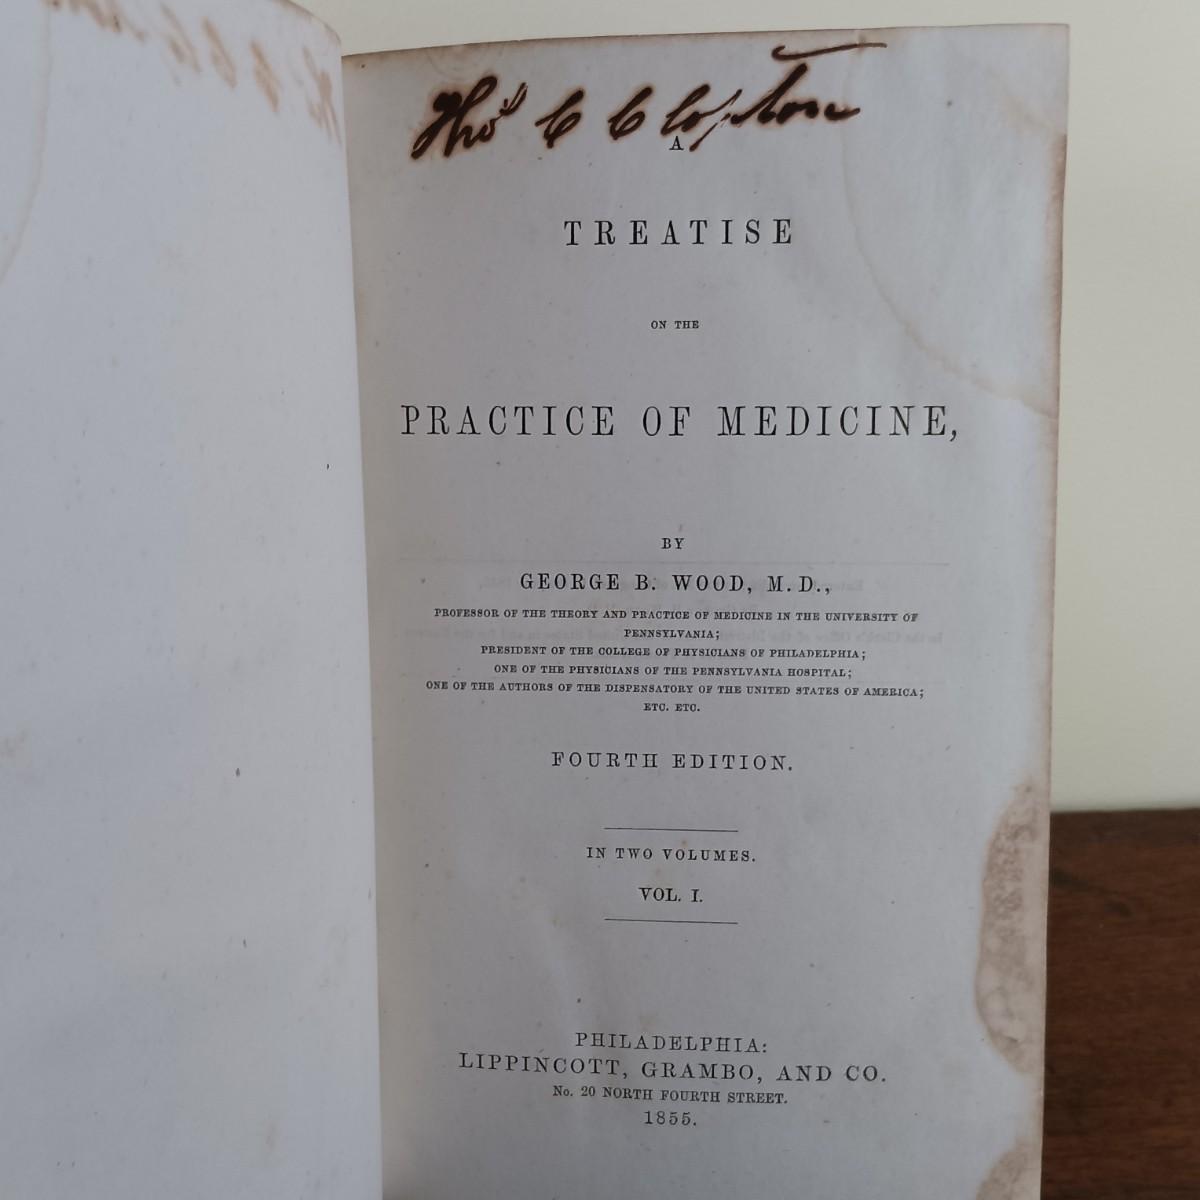 Thos C C Clopton
A
TREATISE
ON THE
PRACTICE OF MEDICINE,
BY
GEORGE B. WOOD, M.D.,
PROFESSOR OF THE THEORY AND PRACTICE OF MEDICINE IN THE UNIVERSITY OF
PENNSYLVANIA;
PRESIDENT OF THE COLLEGE OF PHYSICIANS OF PHILADELPHIA;
ONE OF THE PHYSICIANS OF THE PENNSYLVANIA HOSPITAL;
ONE OF THE AUTHORS OF THE DISPENSATORY OF THE UNITED STATES OF AMERICA;
ETC. ETC.
FOURTH EDITION.
IN TWO VOLUMES.
VOL. I.
PHILADELPHIA:
LIPPINCOTT, GRAMBO, AND CO.
No. 20 NORTH FOURTH STREET.
1855.